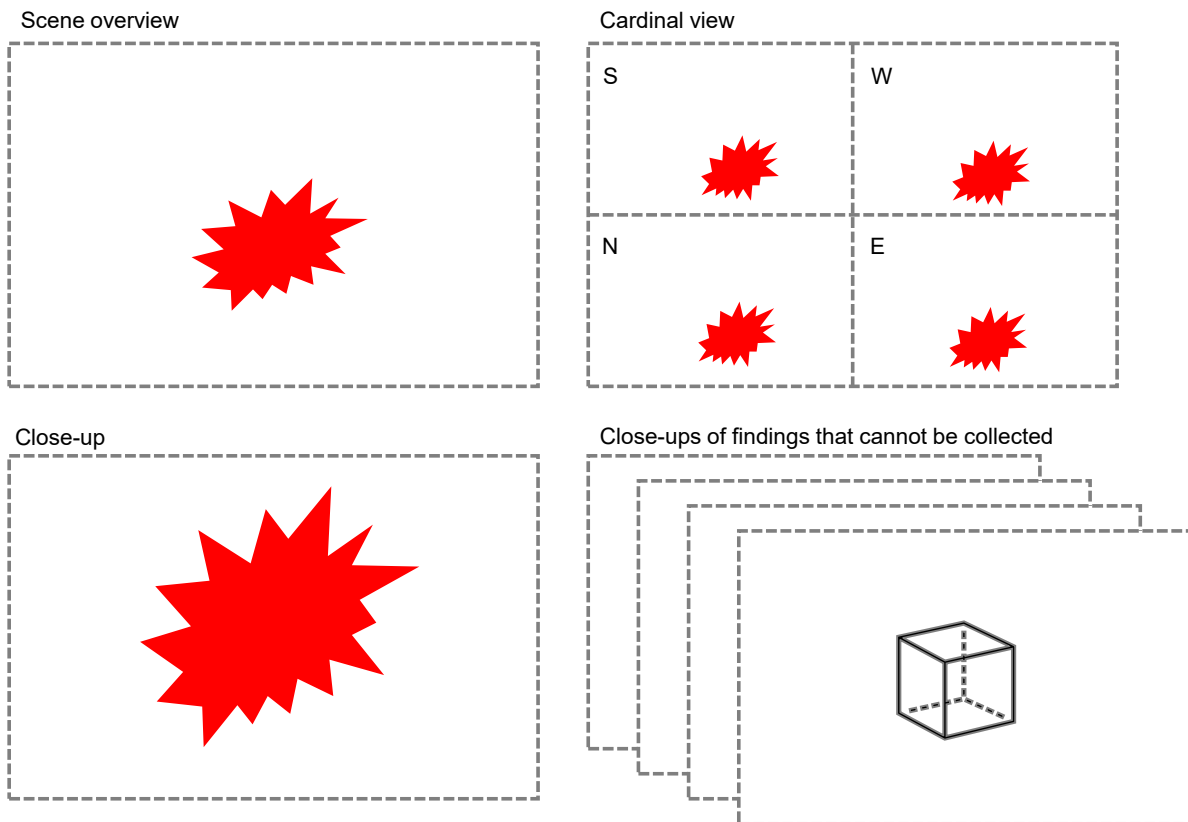 Scene overview
Cardinal view
S
W
N
E
Close-up
Close-ups of findings that cannot be collected